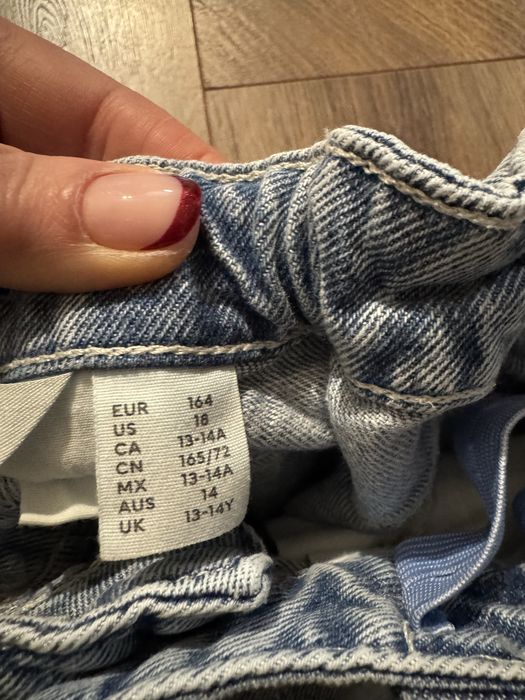 EUR 164
US 18
CA 13-14A
CN 165/72
MX 13-14A
AUS 14
UK 13-14Y